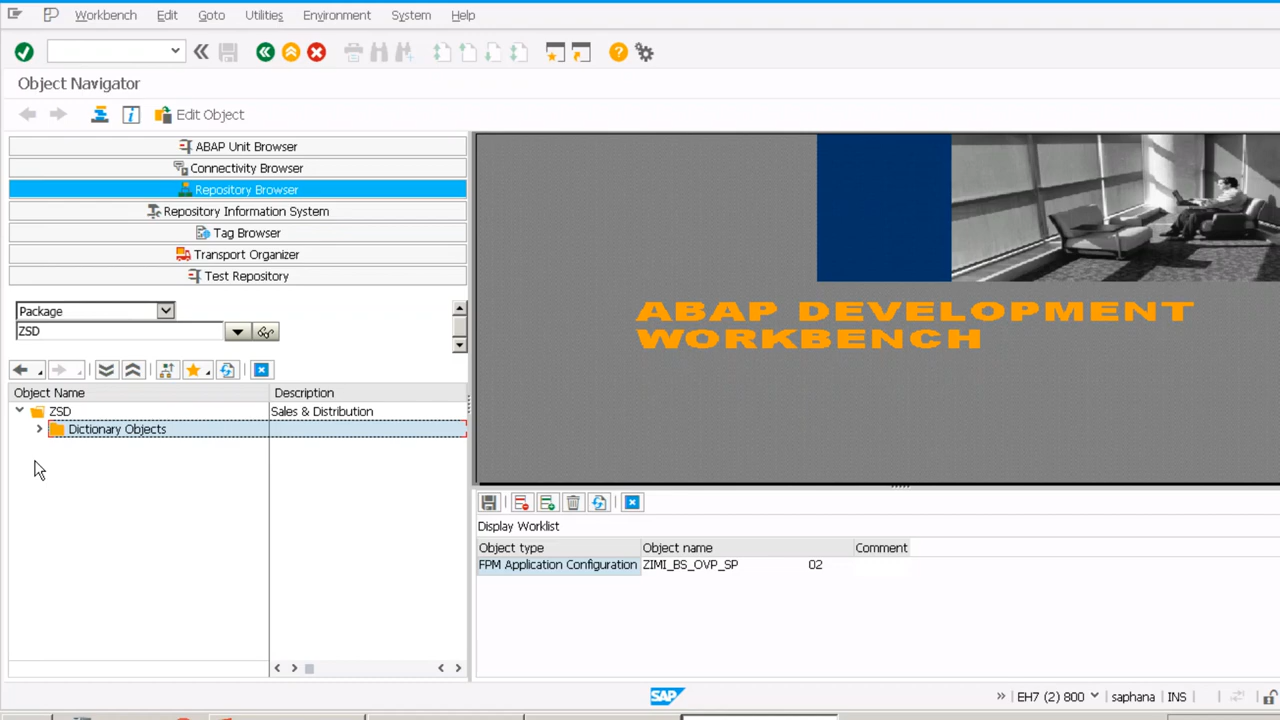 Workbench Edit Goto Utilities Environment System Help
Object Navigator
Edit Object
ABAP Unit Browser
Connectivity Browser
Repository Browser
Repository Information System
Tag Browser
Transport Organizer
Test Repository
Package
ZSD
Object Name Description
ZSD Sales & Distribution
Dictionary Objects
ABAP DEVELOPMENT
WORKBENCH
Display Worklist
Object type Object name Comment
FPM Application Configuration ZIMI_BS_OVP_SP 02
SAP EH7 (2) 800 saphana INS